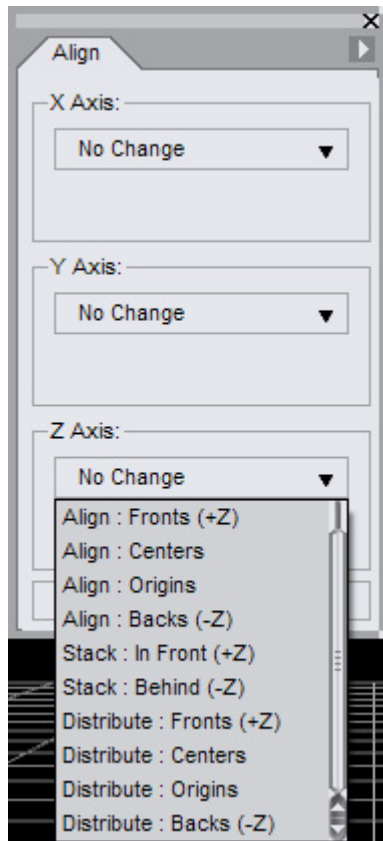 Align
X Axis:
No Change
Y Axis:
No Change
Z Axis:
No Change
Align : Fronts (+Z)
Align : Centers
Align : Origins
Align : Backs (-Z)
Stack : In Front (+Z)
Stack : Behind (-Z)
Distribute : Fronts (+Z)
Distribute : Centers
Distribute : Origins
Distribute : Backs (-Z)